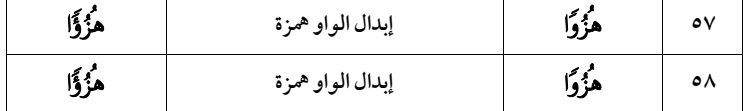 ٥٧ هُزُوًا إبدال الواو همزة هُزُؤًا
٥٨ هُزُوًا إبدال الواو همزة هُزُؤًا